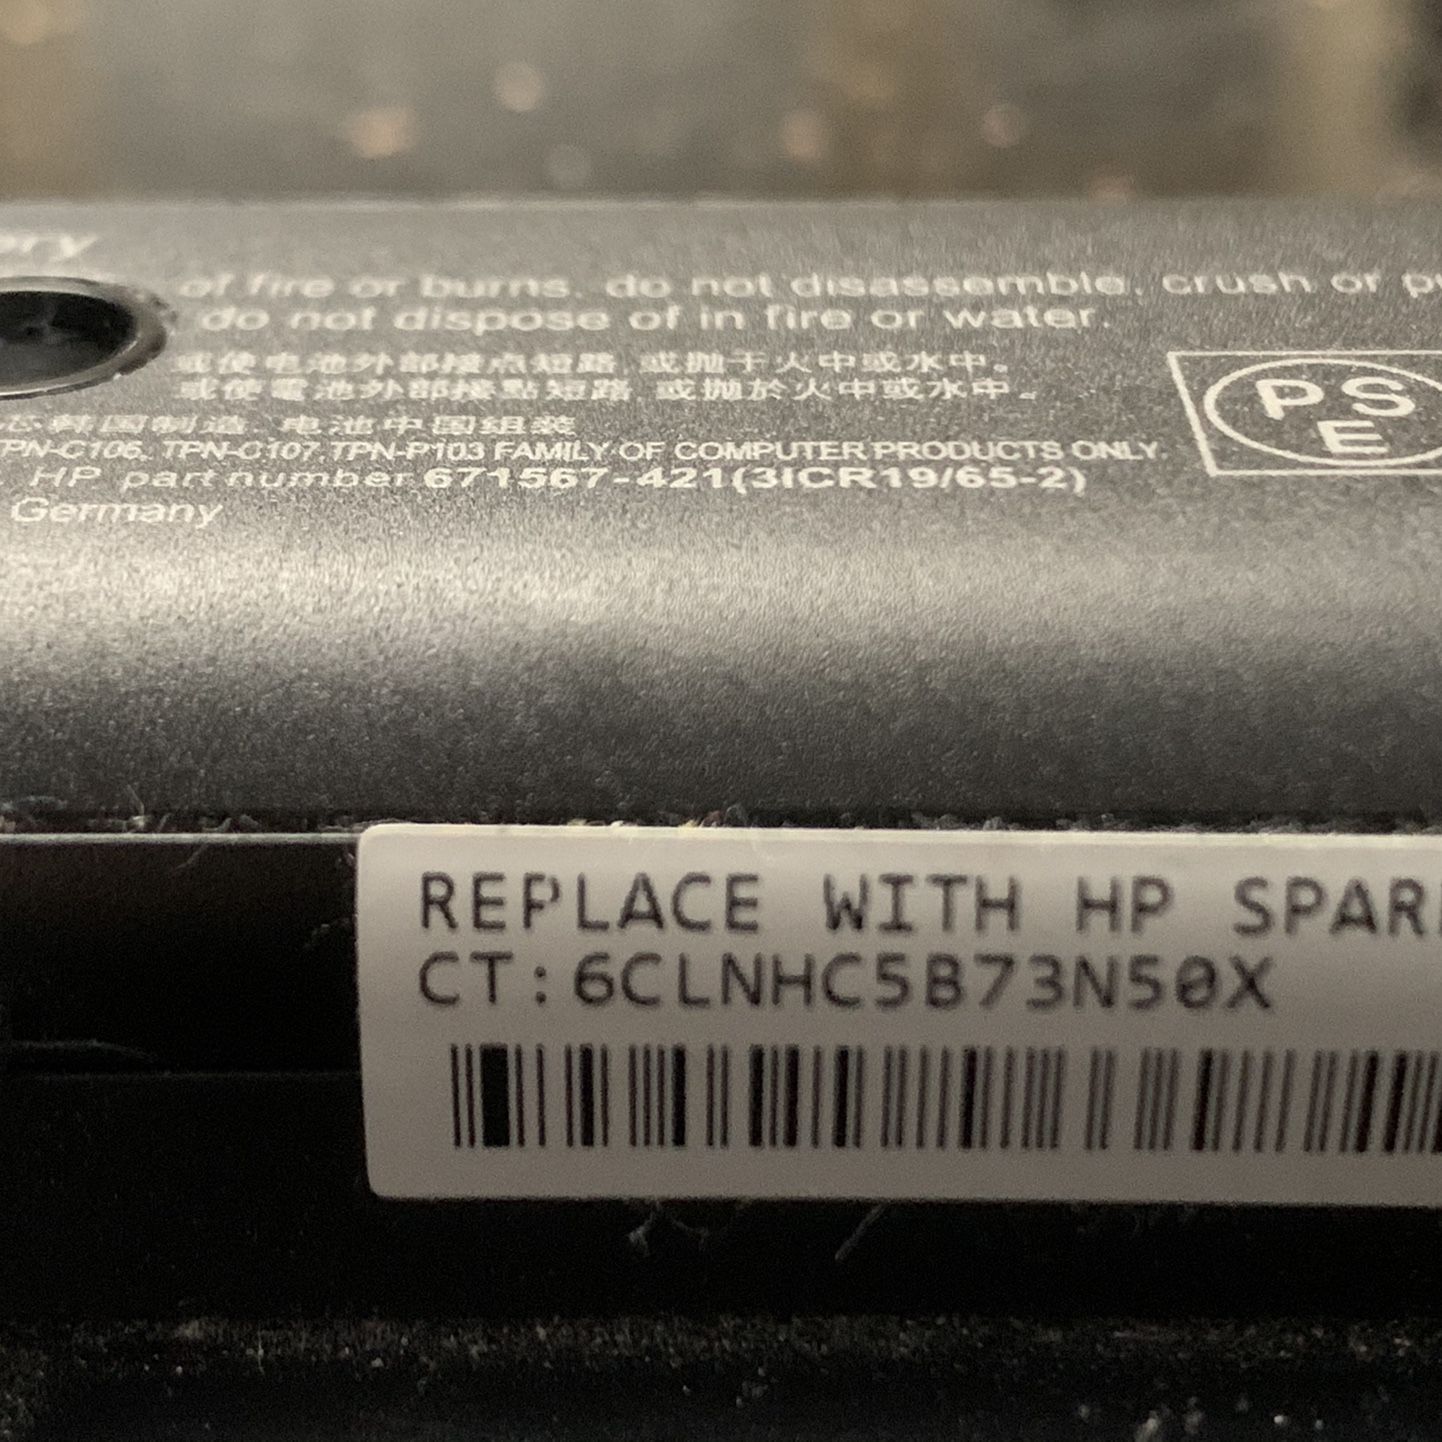 of fire or burns, do not disassemble, crush or
do not dispose of in fire or water.
或使电池外部接点短路,或抛于火中或水中。
或使電池外部接點短路,或拋於火中或水中。
芯韩国制造,电池中国组装
TPN-C106, TPN-C107,TPN-P103 FAMILY OF COMPUTER PRODUCTS ONLY.
HP part number 671567-421(3ICR19/65-2)
Germany
PS
E
REPLACE WITH HP SPAR
CT:6CLNHC5B73N50X